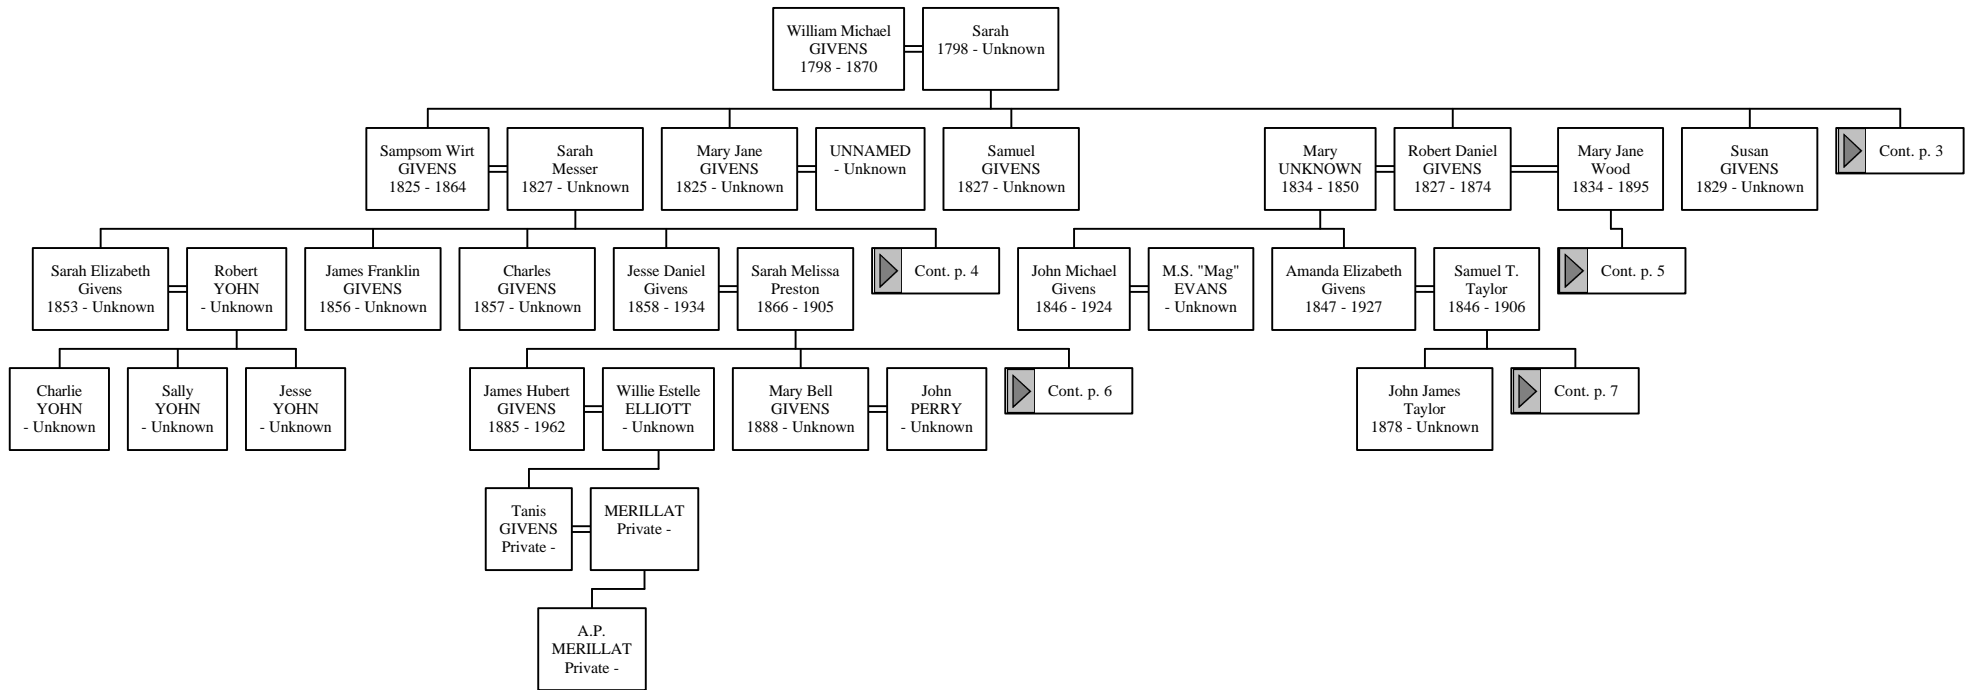 William Michael
GIVENS
1798 - 1870
Sarah
1798 - Unknown
Sampsom Wirt
GIVENS
1825 - 1864
Sarah
Messer
1827 - Unknown
Mary Jane
GIVENS
1825 - Unknown
UNNAMED
- Unknown
Samuel
GIVENS
1827 - Unknown
Mary
UNKNOWN
1834 - 1850
Robert Daniel
GIVENS
1827 - 1874
Mary Jane
Wood
1834 - 1895
Susan
GIVENS
1829 - Unknown
Cont. p. 3
Sarah Elizabeth
Givens
1853 - Unknown
Robert
YOHN
- Unknown
James Franklin
GIVENS
1856 - Unknown
Charles
GIVENS
1857 - Unknown
Jesse Daniel
Givens
1858 - 1934
Sarah Melissa
Preston
1866 - 1905
Cont. p. 4
John Michael
Givens
1846 - 1924
M.S. "Mag"
EVANS
- Unknown
Amanda Elizabeth
Givens
1847 - 1927
Samuel T.
Taylor
1846 - 1906
Cont. p. 5
Charlie
YOHN
- Unknown
Sally
YOHN
- Unknown
Jesse
YOHN
- Unknown
James Hubert
GIVENS
1885 - 1962
Willie Estelle
ELLIOTT
- Unknown
Mary Bell
GIVENS
1888 - Unknown
John
PERRY
- Unknown
Cont. p. 6
John James
Taylor
1878 - Unknown
Cont. p. 7
Tanis
GIVENS
Private -
MERILLAT
Private -
A.P.
MERILLAT
Private -